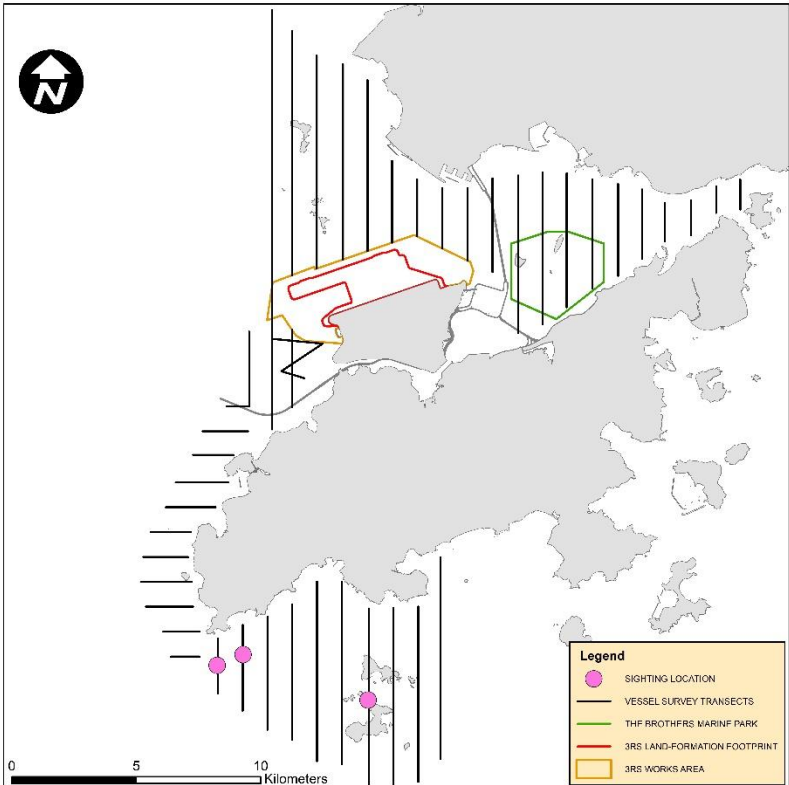 N
0 5 10
Kilometers
Legend
SIGHTING LOCATION
VESSEL SURVEY TRANSECTS
THE BROTHERS MARINE PARK
3RS LAND-FORMATION FOOTPRINT
3RS WORKS AREA